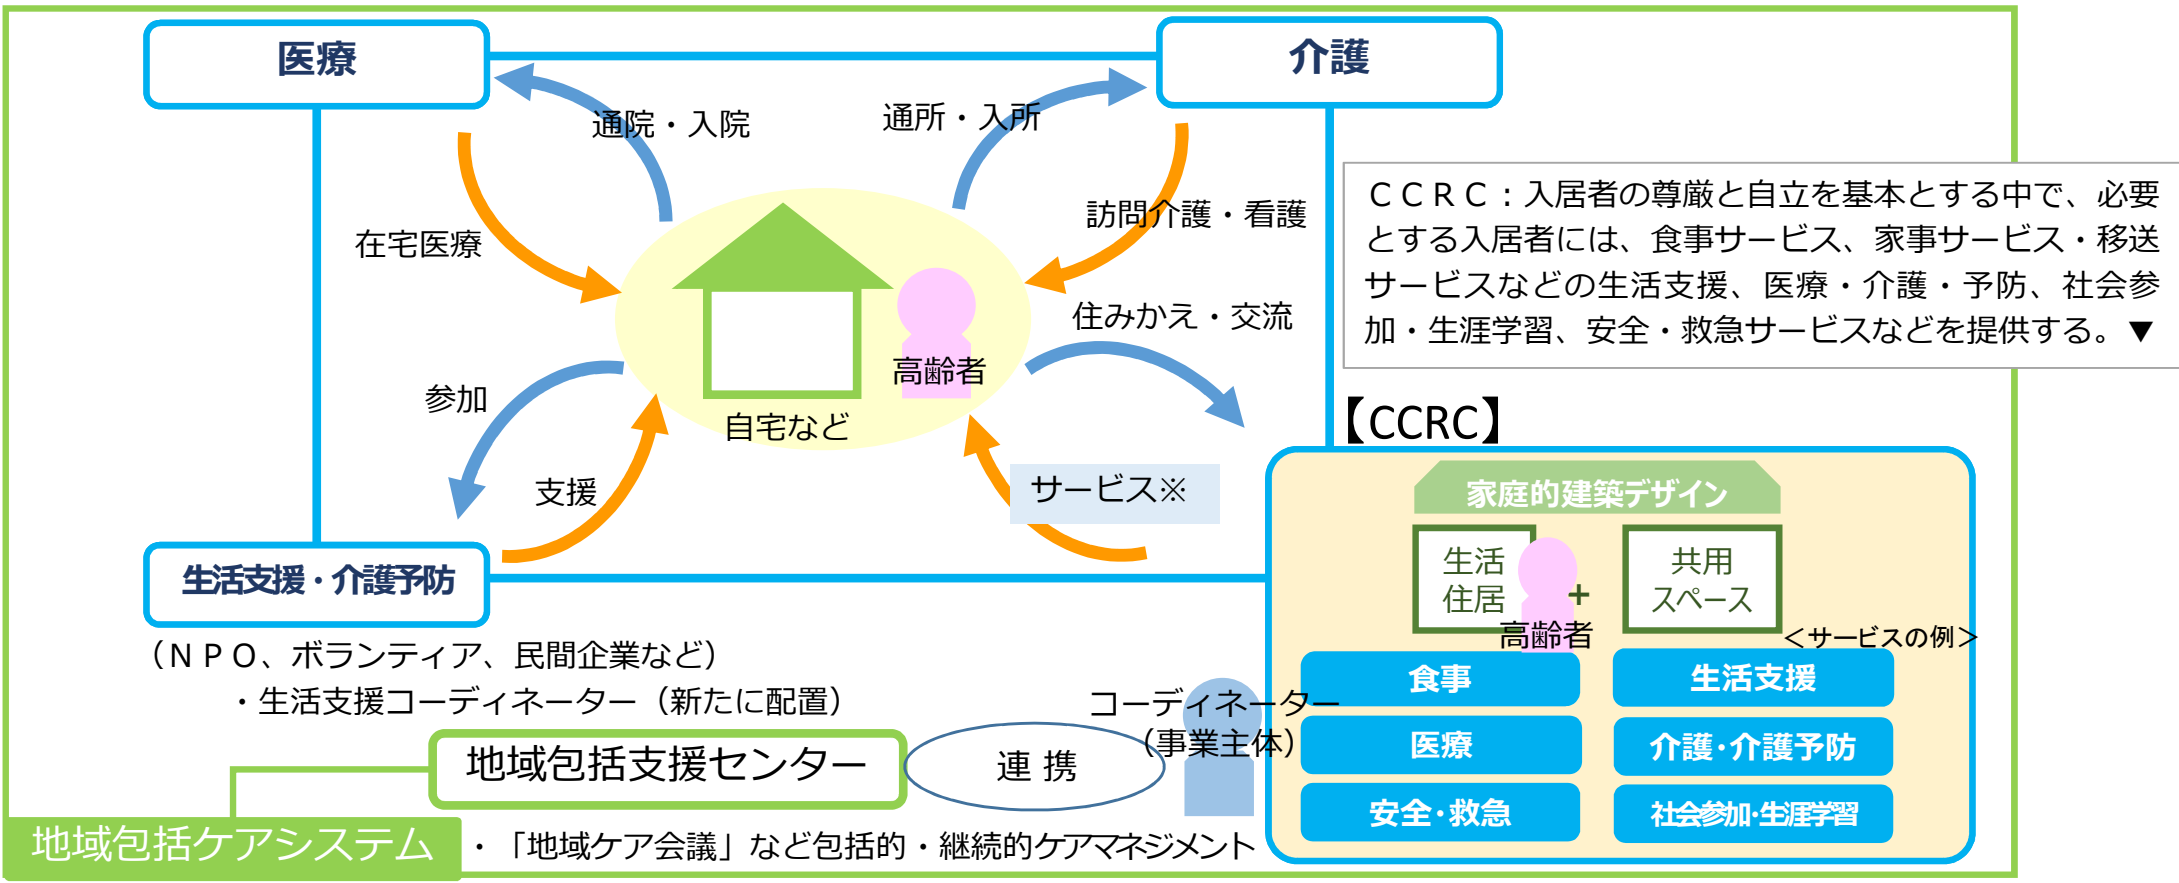 医療
介護
通院・入院
通所・入所
在宅医療
訪問介護・看護
CCRC：入居者の尊厳と自立を基本とする中で、必要
とする入居者には、食事サービス、家事サービス・移送
サービスなどの生活支援、医療・介護・予防、社会参
加・生涯学習、安全・救急サービスなどを提供する。▼
住みかえ・交流
高齢者
自宅など
参加
支援
サービス※
【CCRC】
家庭的建築デザイン
生活
住居
+
共用
スペース
高齢者
＜サービスの例＞
生活支援・介護予防
（NPO、ボランティア、民間企業など）
・生活支援コーディネーター（新たに配置）
コーディネーター
（事業主体）
食事
生活支援
医療
介護・介護予防
安全・救急
社会参加・生涯学習
地域包括支援センター
連 携
地域包括ケアシステム
・「地域ケア会議」など包括的・継続的ケアマネジメント